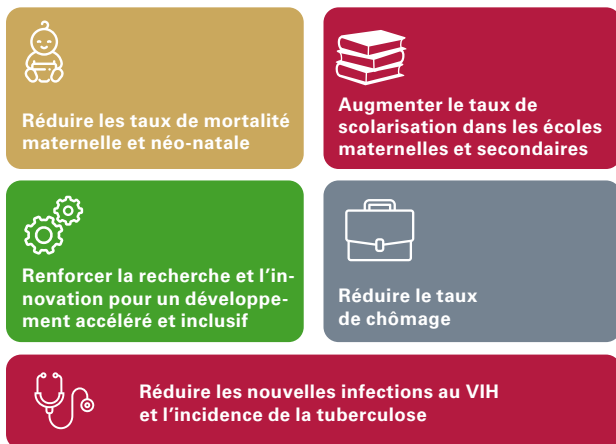 Réduire les taux de mortalité
maternelle et néo-natale
Augmenter le taux de
scolarisation dans les écoles
maternelles et secondaires
Renforcer la recherche et l'in-
novation pour un développe-
ment accéléré et inclusif
Réduire le taux
de chômage
Réduire les nouvelles infections au VIH
et l'incidence de la tuberculose